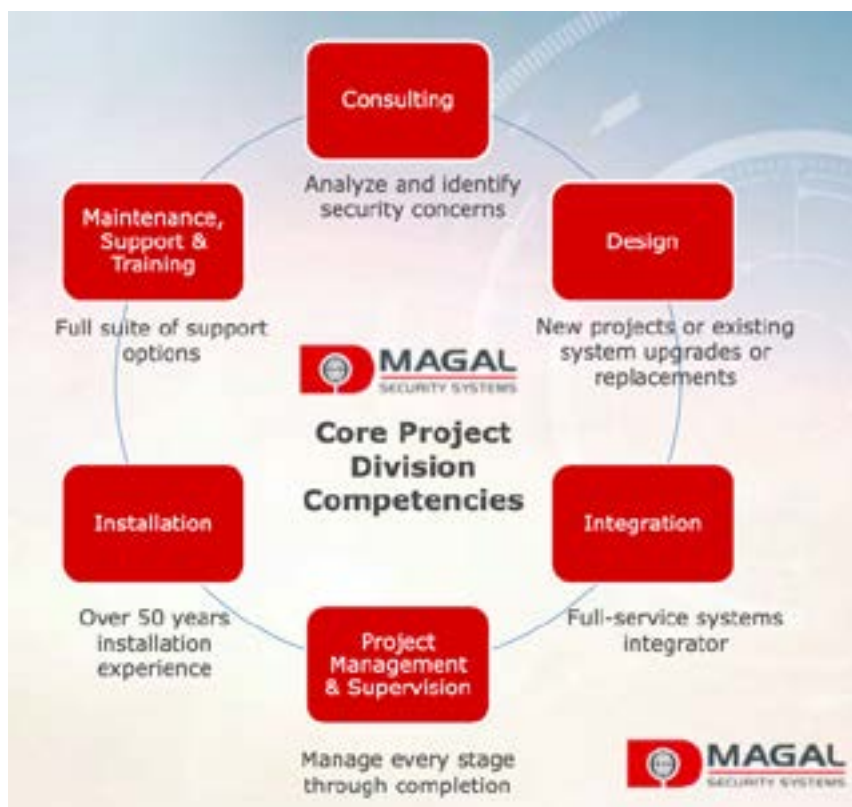 Consulting
Analyze and identify
security concerns
Design
New projects or existing
system upgrades or
replacements
Integration
Full-service systems
integrator
Project
Management
& Supervision
Manage every stage
through completion
Installation
Over 50 years
installation
experience
Maintenance,
Support &
Training
Full suite of support
options
MAGAL
SECURITY SYSTEMS
Core Project
Division
Competencies
MAGAL
SECURITY SYSTEMS